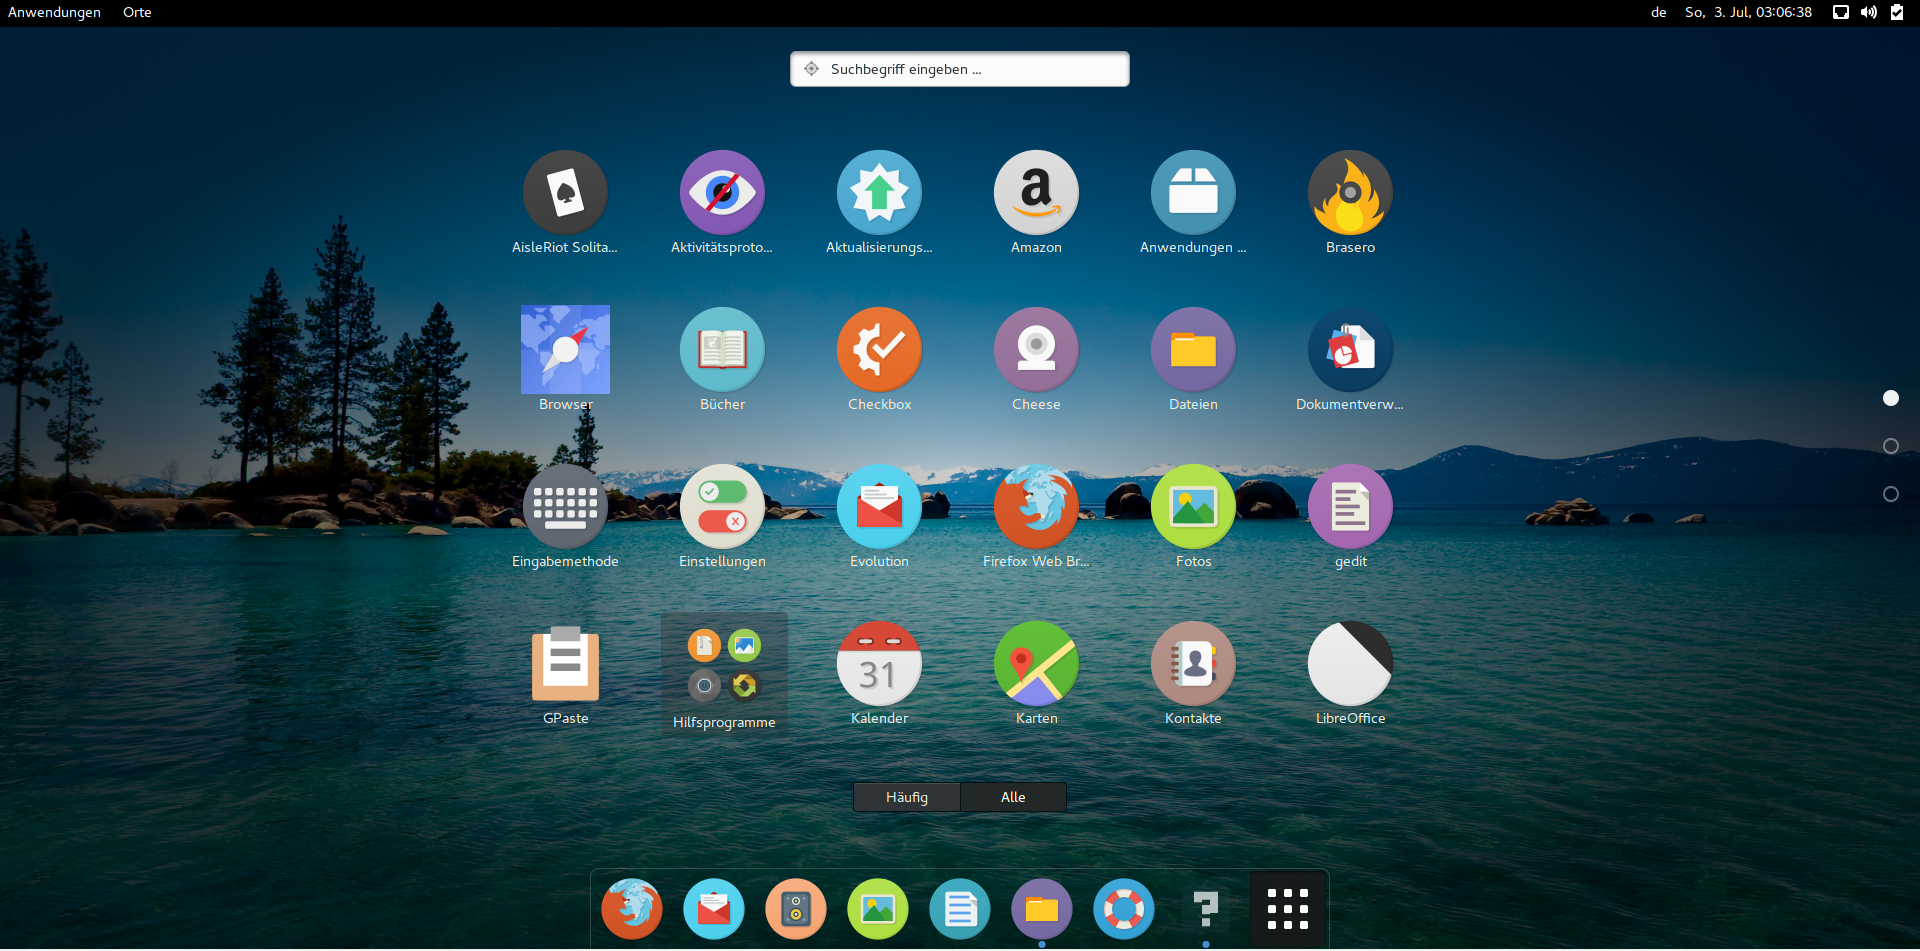 Anwendungen Orte
de So, 3. Jul, 03:06:38
Suchbegriff eingeben ...
AisleRiot Solita... Aktivitätsproto... Aktualisierungs... Amazon Anwendungen ... Brasero
Browser Bücher Checkbox Cheese Dateien Dokumentverw...
Eingabemethode Einstellungen Evolution Firefox Web Br... Fotos gedit
31
GPaste Hilfsprogramme Kalender Karten Kontakte LibreOffice
Häufig Alle